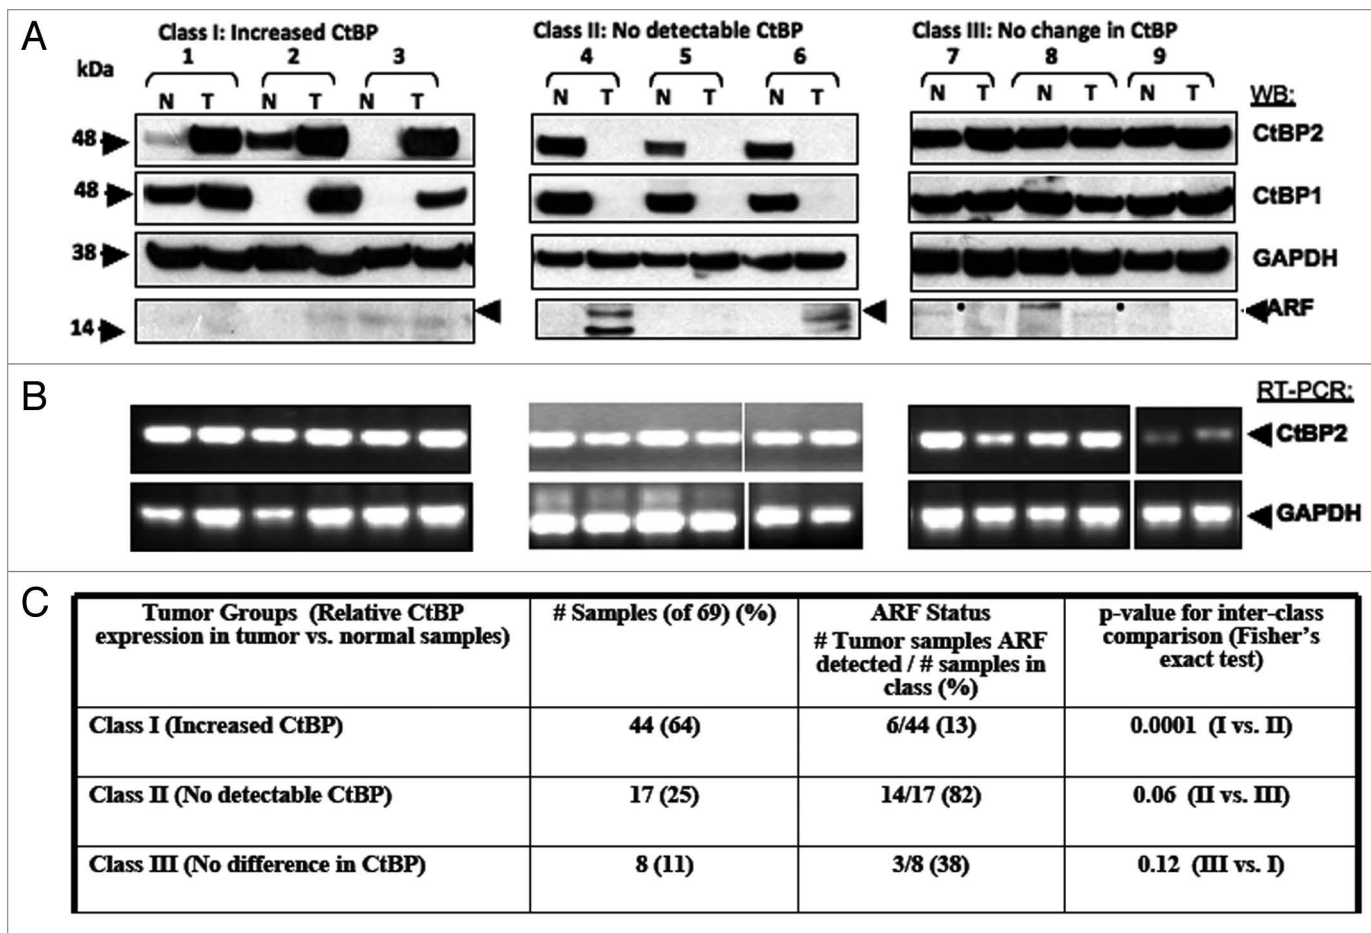 A
Class I: Increased CtBP
Class II: No detectable CtBP
Class III: No change in CtBP
kDa
1 2 3 4 5 6 7 8 9
N T N T N T N T N T N T N T N T N T
WB:
48 CtBP2
48 CtBP1
38 GAPDH
14 ARF
B
RT-PCR:
CtBP2
GAPDH
C
Tumor Groups (Relative CtBP
expression in tumor vs. normal samples)
# Samples (of 69) (%)
ARF Status
# Tumor samples ARF
detected / # samples in
class (%)
p-value for inter-class
comparison (Fisher's
exact test)
Class I (Increased CtBP) 44 (64) 6/44 (13) 0.0001 (I vs. II)
Class II (No detectable CtBP) 17 (25) 14/17 (82) 0.06 (II vs. III)
Class III (No difference in CtBP) 8 (11) 3/8 (38) 0.12 (III vs. I)